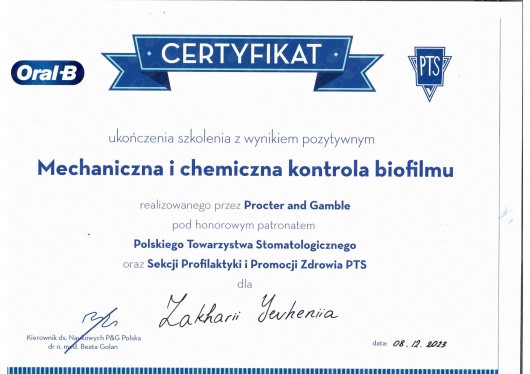 CERTYFIKAT
Oral-B
PTS
ukończenia szkolenia z wynikiem pozytywnym
Mechaniczna i chemiczna kontrola biofilmu
realizowanego przez Procter and Gamble
pod honorowym patronatem
Polskiego Towarzystwa Stomatologicznego
oraz Sekcji Profilaktyki i Promocji Zdrowia PTS
dla
Zakharii Yevheniia
Kierownik ds. Naukowych P&G Polska
dr n. med. Beata Golan
data: 08.12.2023